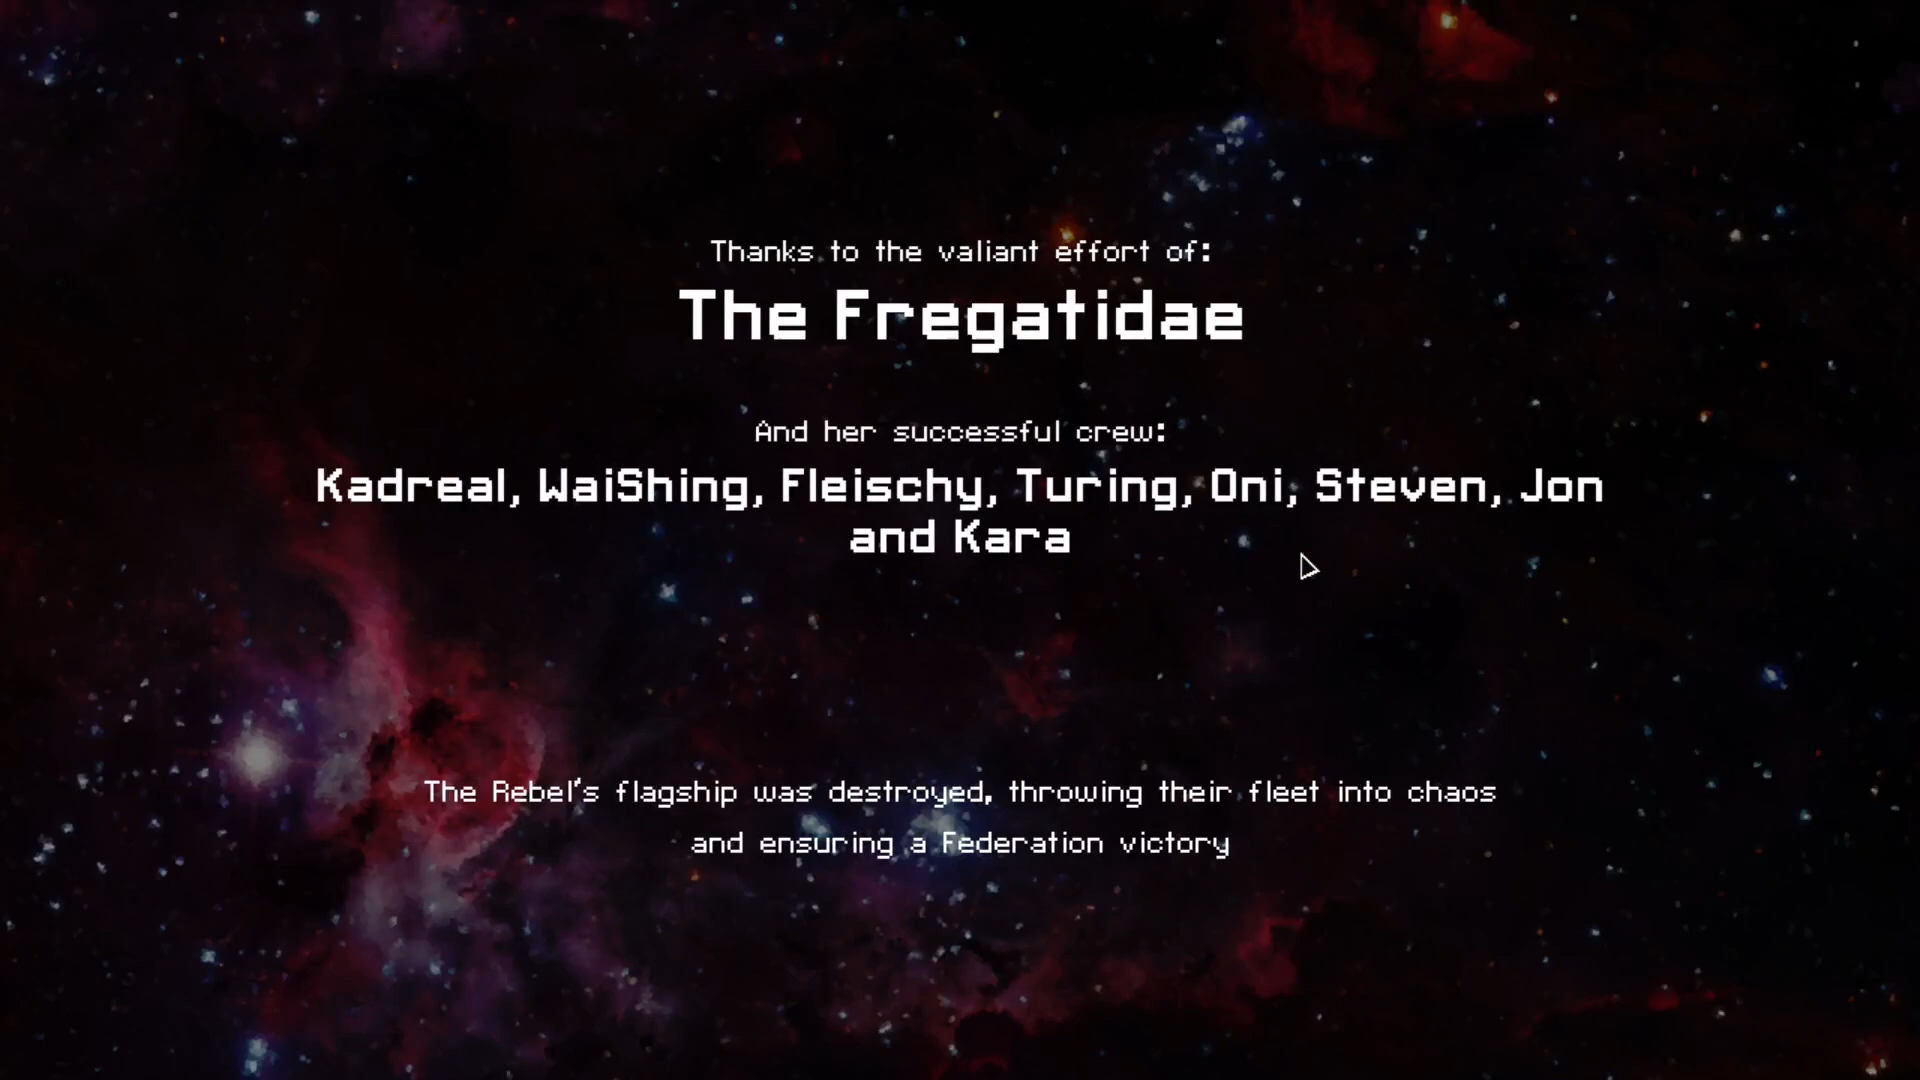 Thanks to the valiant effort of:
The Fregatidae
And her successful crew:
Kadreal, WaiShing, Fleischy, Turing, Oni, Steven, Jon
and Kara
The Rebel's flagship was destroyed, throwing their fleet into chaos
and ensuring a Federation victory